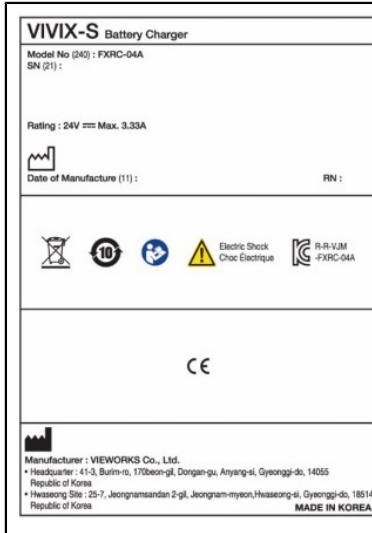 VIVIX-S Battery Charger
Model No (240) : FXRC-04A
SN (21) :
Rating : 24V ⎓ Max. 3.33A
Date of Manufacture (11) :
RN :
10
Electric Shock
Choc Électrique
R-R-VJM
-FXRC-04A
CE
Manufacturer : VIEWORKS Co., Ltd.
• Headquarter : 41-3, Burim-ro, 170beon-gil, Dongan-gu, Anyang-si, Gyeonggi-do, 14055
Republic of Korea
• Hwaseong Site : 25-7, Jeongnamsandan 2-gil, Jeongnam-myeon,Hwaseong-si, Gyeonggi-do, 18514
Republic of Korea
MADE IN KOREA